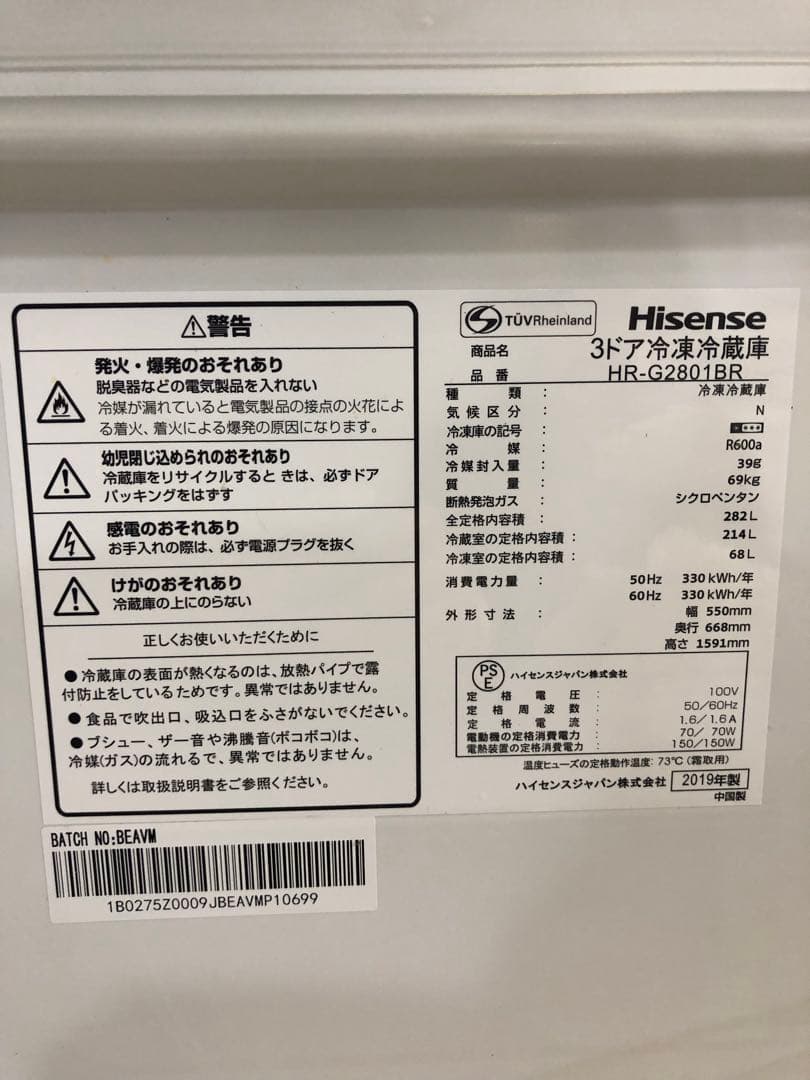 ⚠警告
発火・爆発のおそれあり
脱臭器などの電気製品を入れない
冷媒が漏れていると電気製品の接点の火花によ
る着火、着火による爆発の原因になります。
幼児閉じ込められのおそれあり
冷蔵庫をリサイクルするときは、必ずドア
パッキングをはずす
感電のおそれあり
お手入れの際は、必ず電源プラグを抜く
けがのおそれあり
冷蔵庫の上にのらない
正しくお使いいただくために
●冷蔵庫の表面が熱くなるのは、放熱パイプで露
付防止をしているためです。異常ではありません。
●食品で吹出口、吸込口をふさがないでください。
●ブシュー、ザー音や沸騰音(ボコボコ)は、
冷媒(ガス)の流れるで、異常ではありません。
詳しくは取扱説明書をご参照ください。
BATCH NO:BEAVM
1B0275Z0009JBEAVMP10699
TÜVRheinland
Hisense
商品名 3ドア冷凍冷蔵庫
品番 HR-G2801BR
種類 : 冷凍冷蔵庫
気候区分 : N
冷凍庫の記号 :
冷媒 : R600a
冷媒封入量 : 39g
質量 : 69kg
断熱発泡ガス : シクロペンタン
全定格内容積 : 282L
冷蔵室の定格内容積 : 214L
冷凍室の定格内容積 : 68L
消費電力量 : 50Hz 330kWh/年
60Hz 330kWh/年
外形寸法 : 幅 550mm
奥行 668mm
高さ 1591mm
PSE ハイセンスジャパン株式会社
定格電圧 : 100V
定格周波数 : 50/60Hz
定格電流 : 1.6/1.6A
電動機の定格消費電力 : 70/70W
電熱装置の定格消費電力 : 150/150W
温度ヒューズの定格動作温度: 73℃(霜取用)
ハイセンスジャパン株式会社 2019年製
中国製